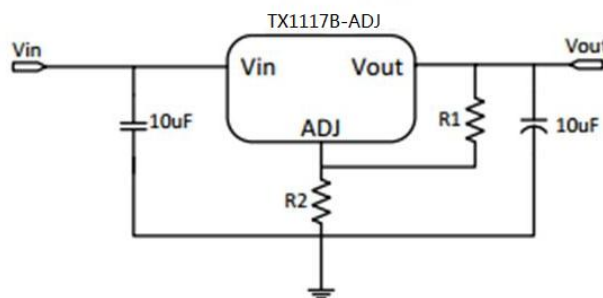 TX1117B-ADJ
Vin
Vout
Vin
Vout
10uF
ADJ
R1
10uF
R2